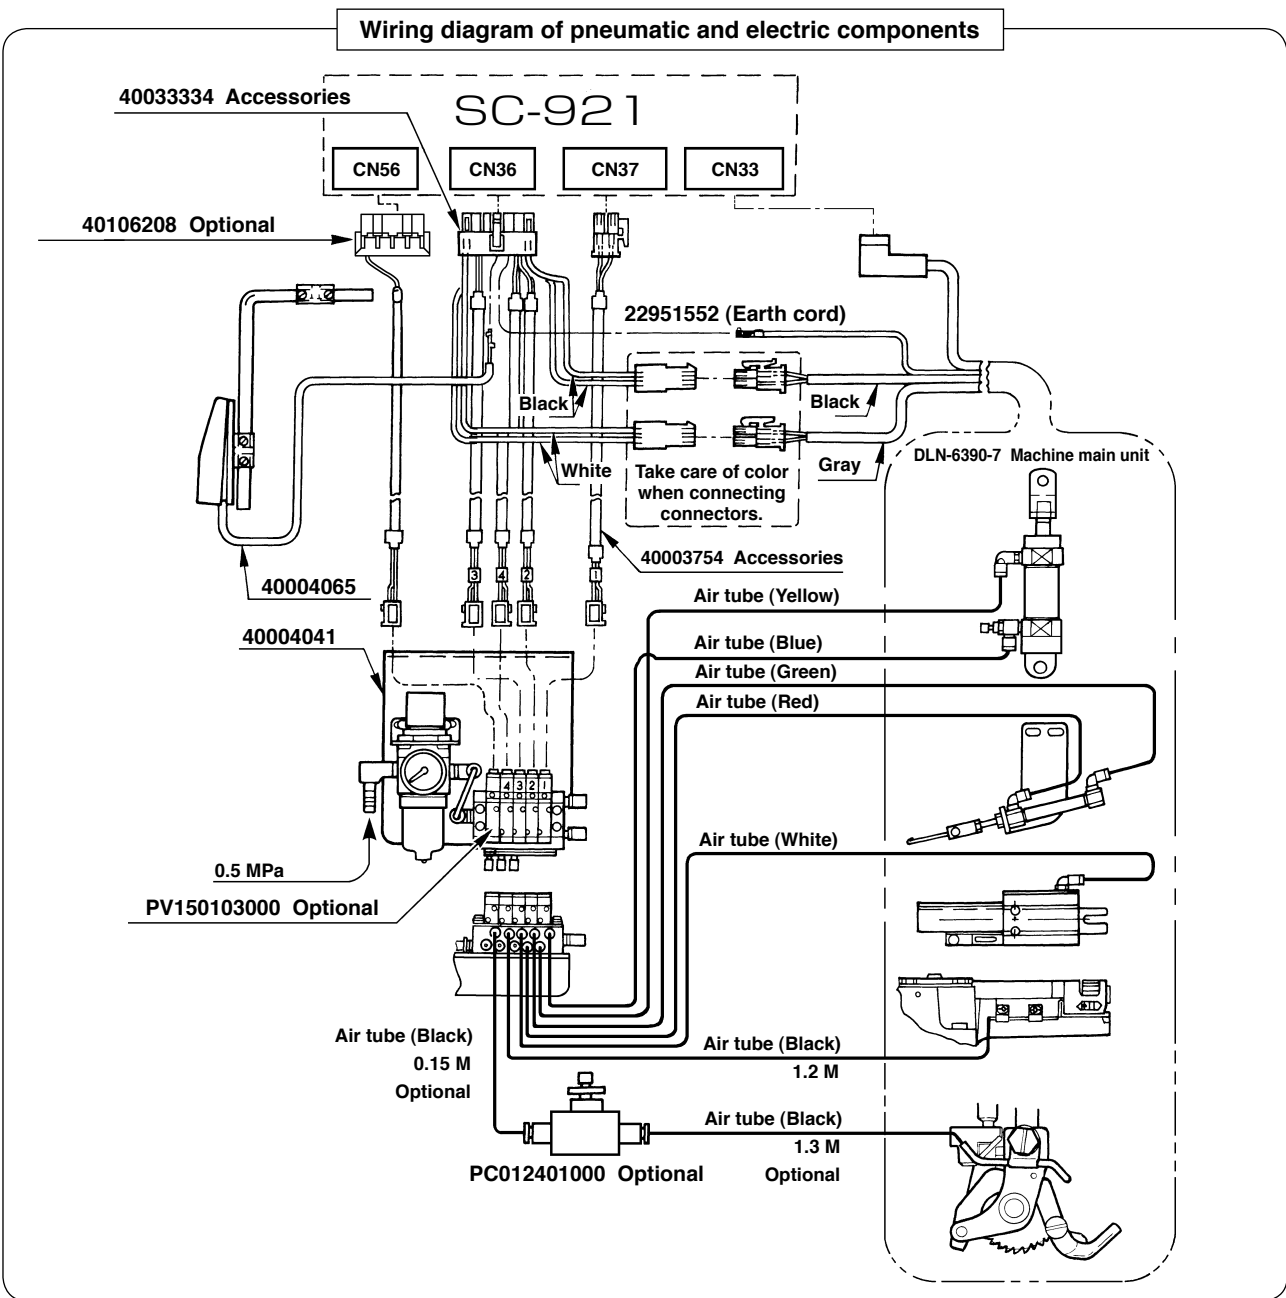 Wiring diagram of pneumatic and electric components
40033334 Accessories
SC-921
CN56
CN36
CN37
CN33
40106208 Optional
22951552 (Earth cord)
Black
Black
White
Take care of color
when connecting
connectors.
Gray
DLN-6390-7 Machine main unit
40003754 Accessories
3
4
2
1
40004065
Air tube (Yellow)
40004041
Air tube (Blue)
Air tube (Green)
Air tube (Red)
4 3 2 1
Air tube (White)
0.5 MPa
PV150103000 Optional
Air tube (Black)
0.15 M
Optional
Air tube (Black)
1.2 M
Air tube (Black)
1.3 M
Optional
PC012401000 Optional